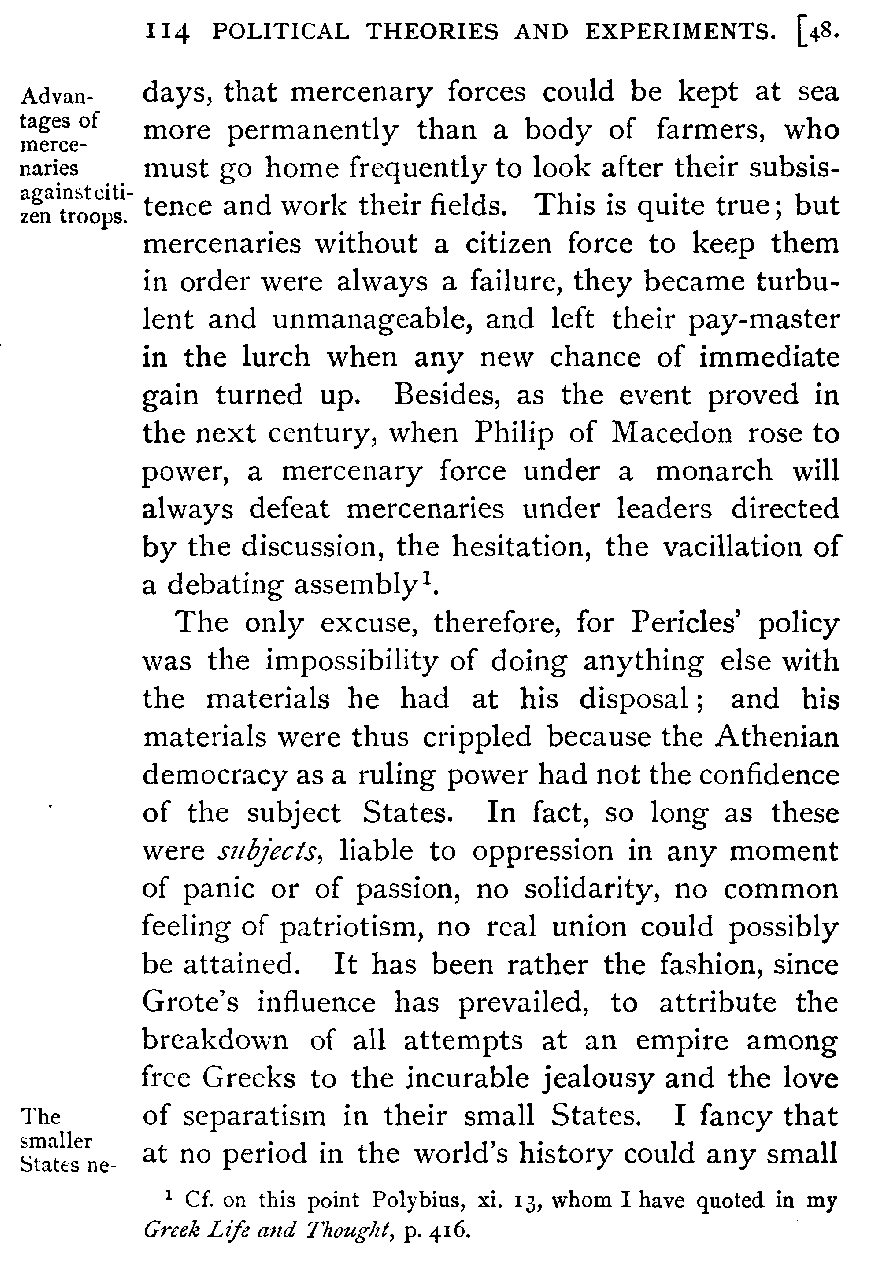 114 POLITICAL THEORIES AND EXPERIMENTS. [48.
Advan-
tages of
merce-
naries
against citi-
zen troops.
days, that mercenary forces could be kept at sea
more permanently than a body of farmers, who
must go home frequently to look after their subsis-
tence and work their fields. This is quite true; but
mercenaries without a citizen force to keep them
in order were always a failure, they became turbu-
lent and unmanageable, and left their pay-master
in the lurch when any new chance of immediate
gain turned up. Besides, as the event proved in
the next century, when Philip of Macedon rose to
power, a mercenary force under a monarch will
always defeat mercenaries under leaders directed
by the discussion, the hesitation, the vacillation of
a debating assembly¹.
The only excuse, therefore, for Pericles' policy
was the impossibility of doing anything else with
the materials he had at his disposal; and his
materials were thus crippled because the Athenian
democracy as a ruling power had not the confidence
of the subject States. In fact, so long as these
were subjects, liable to oppression in any moment
of panic or of passion, no solidarity, no common
feeling of patriotism, no real union could possibly
be attained. It has been rather the fashion, since
Grote's influence has prevailed, to attribute the
breakdown of all attempts at an empire among
free Greeks to the incurable jealousy and the love
of separatism in their small States. I fancy that
at no period in the world's history could any small
The
smaller
States ne-
¹ Cf. on this point Polybius, xi. 13, whom I have quoted in my
Greek Life and Thought, p. 416.